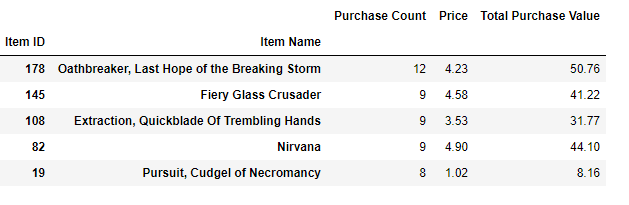 Purchase Count Price Total Purchase Value
Item ID Item Name
178 Oathbreaker, Last Hope of the Breaking Storm 12 4.23 50.76
145 Fiery Glass Crusader 9 4.58 41.22
108 Extraction, Quickblade Of Trembling Hands 9 3.53 31.77
82 Nirvana 9 4.90 44.10
19 Pursuit, Cudgel of Necromancy 8 1.02 8.16